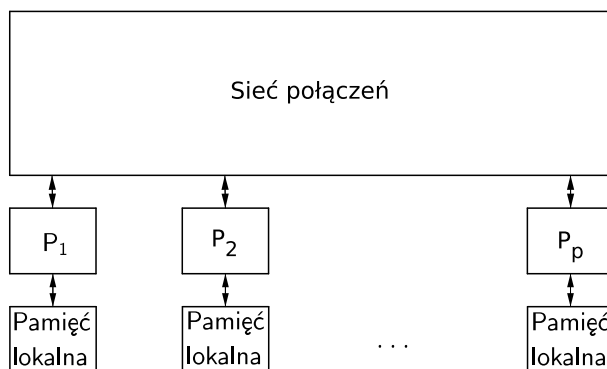 Sieć połączeń
P1 P2 Pp
Pamięć Pamięć Pamięć
lokalna lokalna . . . lokalna